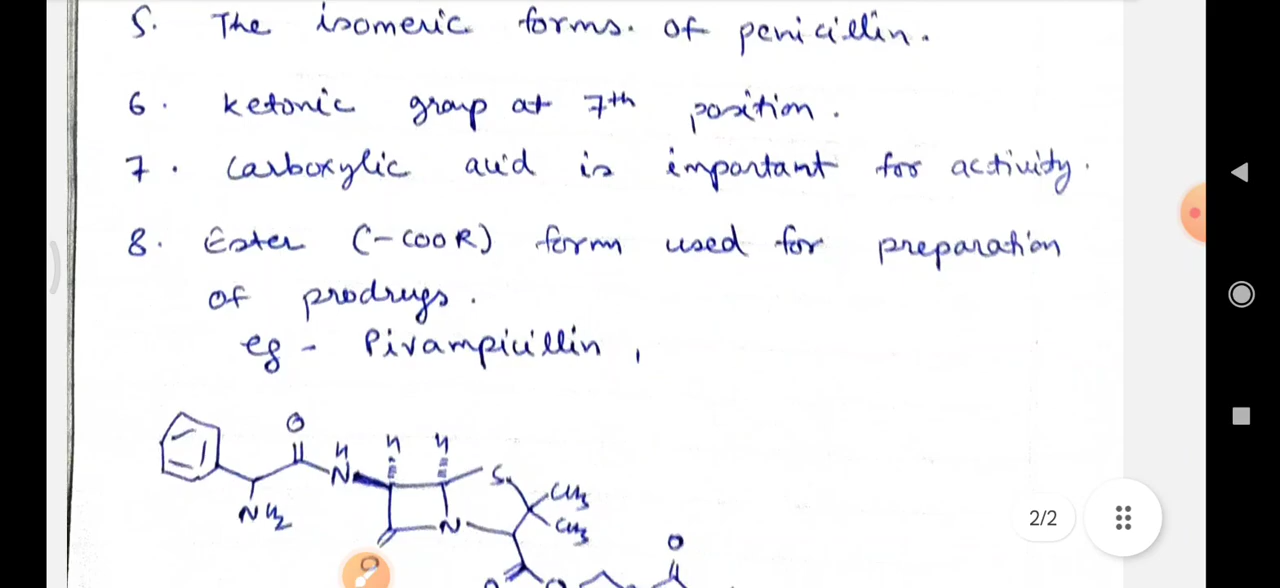 5. The isomeric forms. of penicillin.
6. Ketonic group at 7th position.
7. Carboxylic acid is important for activity.
8. Ester (-COOR) form used for preparation
of prodrugs.
eg - Pivampicillin,
O
H H H
N S
CH3
NH2 CH3
N
O O
O O
2/2